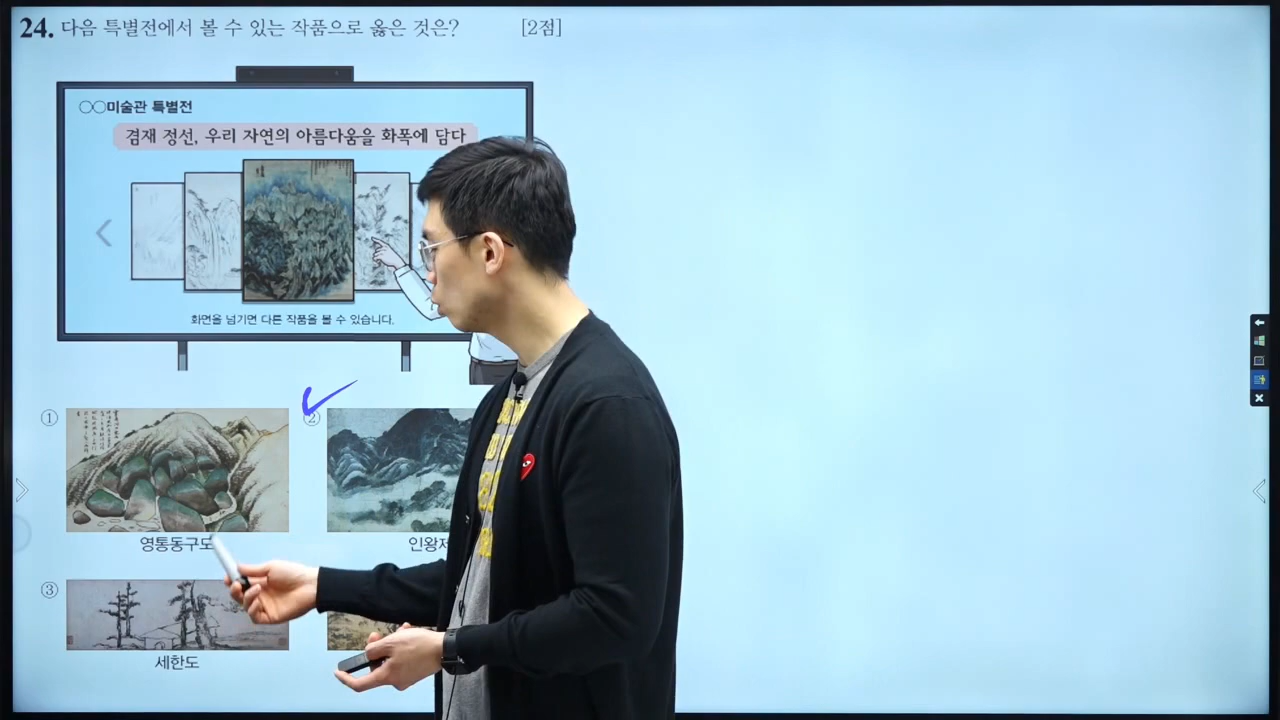 24. 다음 특별전에서 볼 수 있는 작품으로 옳은 것은? [2점]
○○미술관 특별전
겸재 정선, 우리 자연의 아름다움을 화폭에 담다
화면을 넘기면 다른 작품을 볼 수 있습니다.
① ②
영통동구도 인왕제
③
세한도